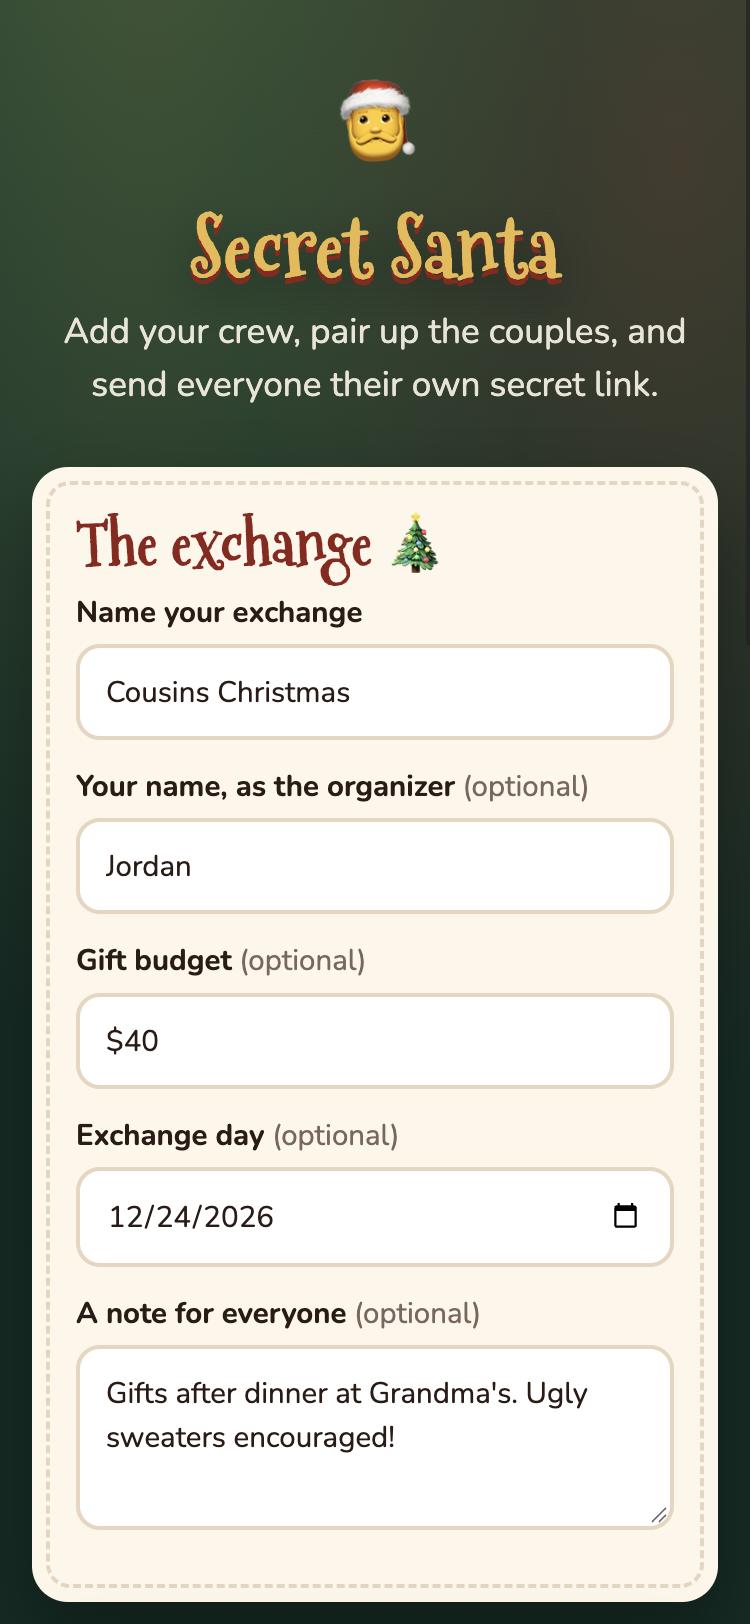 Secret Santa
Add your crew, pair up the couples, and
send everyone their own secret link.
The exchange
Name your exchange
Cousins Christmas
Your name, as the organizer (optional)
Jordan
Gift budget (optional)
$40
Exchange day (optional)
12/24/2026
A note for everyone (optional)
Gifts after dinner at Grandma's. Ugly
sweaters encouraged!